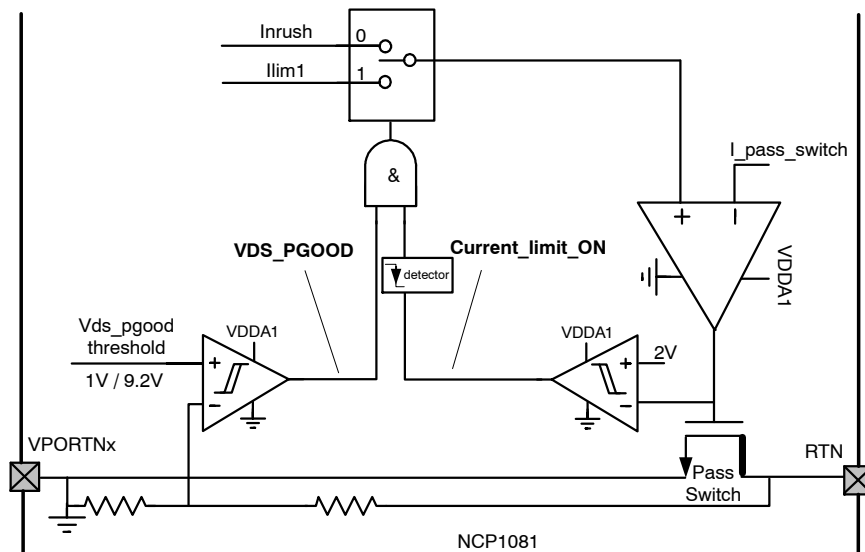 Inrush
0
Ilim1
1
&
I_pass_switch
+
−
VDDA1
VDS_PGOOD
Current_limit_ON
detector
Vds_pgood
threshold
1V / 9.2V
VDDA1
+
−
VDDA1
+
−
2V
VPORTNx
Pass
Switch
RTN
NCP1081